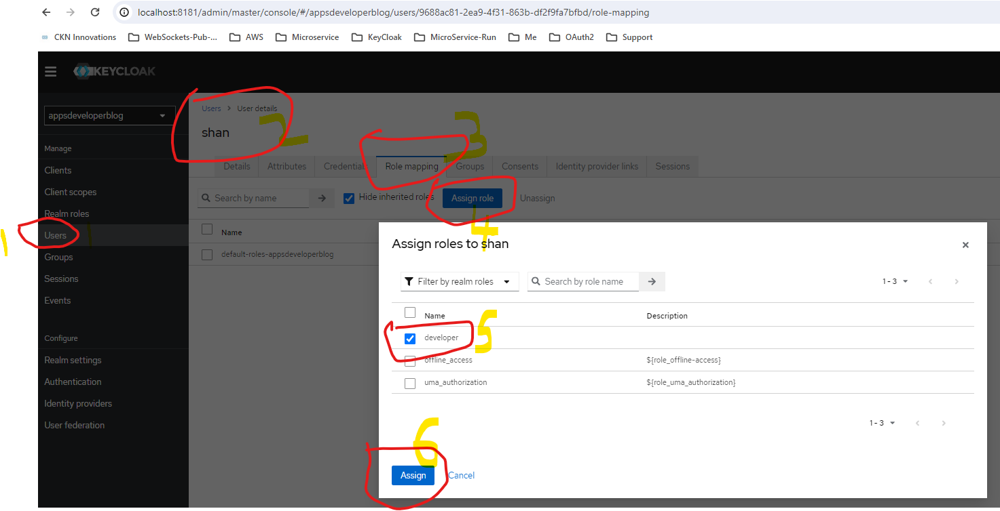 localhost:8181/admin/master/console/#/appsdeveloperblog/users/9688ac81-2ea9-4f31-863b-df2f9fa7bfbd/role-mapping
CKN Innovations WebSockets-Pub-... AWS Microservice KeyCloak MicroService-Run Me OAuth2 Support
KEYCLOAK
appsdeveloperblog
Manage
Clients
Client scopes
Realm roles
1 Users 1
Groups
Sessions
Events
Configure
Realm settings
Authentication
Identity providers
User federation
Users > User details
shan 2
3
Details Attributes Credentials Role mapping Groups Consents Identity provider links Sessions
Search by name Hide inherited roles Assign role Unassign
4
Name
default-roles-appsdeveloperblog
Assign roles to shan
Filter by realm roles Search by role name 1 - 3
Name Description
developer 5
offline_access ${role_offline-access}
uma_authorization ${role_uma_authorization}
1 - 3
6
Assign Cancel